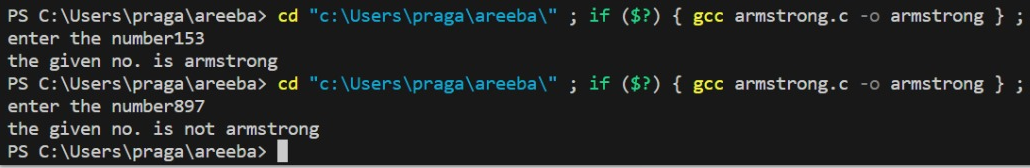 PS C:\Users\praga\areeba> cd "c:\Users\praga\areeba\" ; if ($?) { gcc armstrong.c -o armstrong } ;
enter the number153
the given no. is armstrong
PS C:\Users\praga\areeba> cd "c:\Users\praga\areeba\" ; if ($?) { gcc armstrong.c -o armstrong } ;
enter the number897
the given no. is not armstrong
PS C:\Users\praga\areeba>